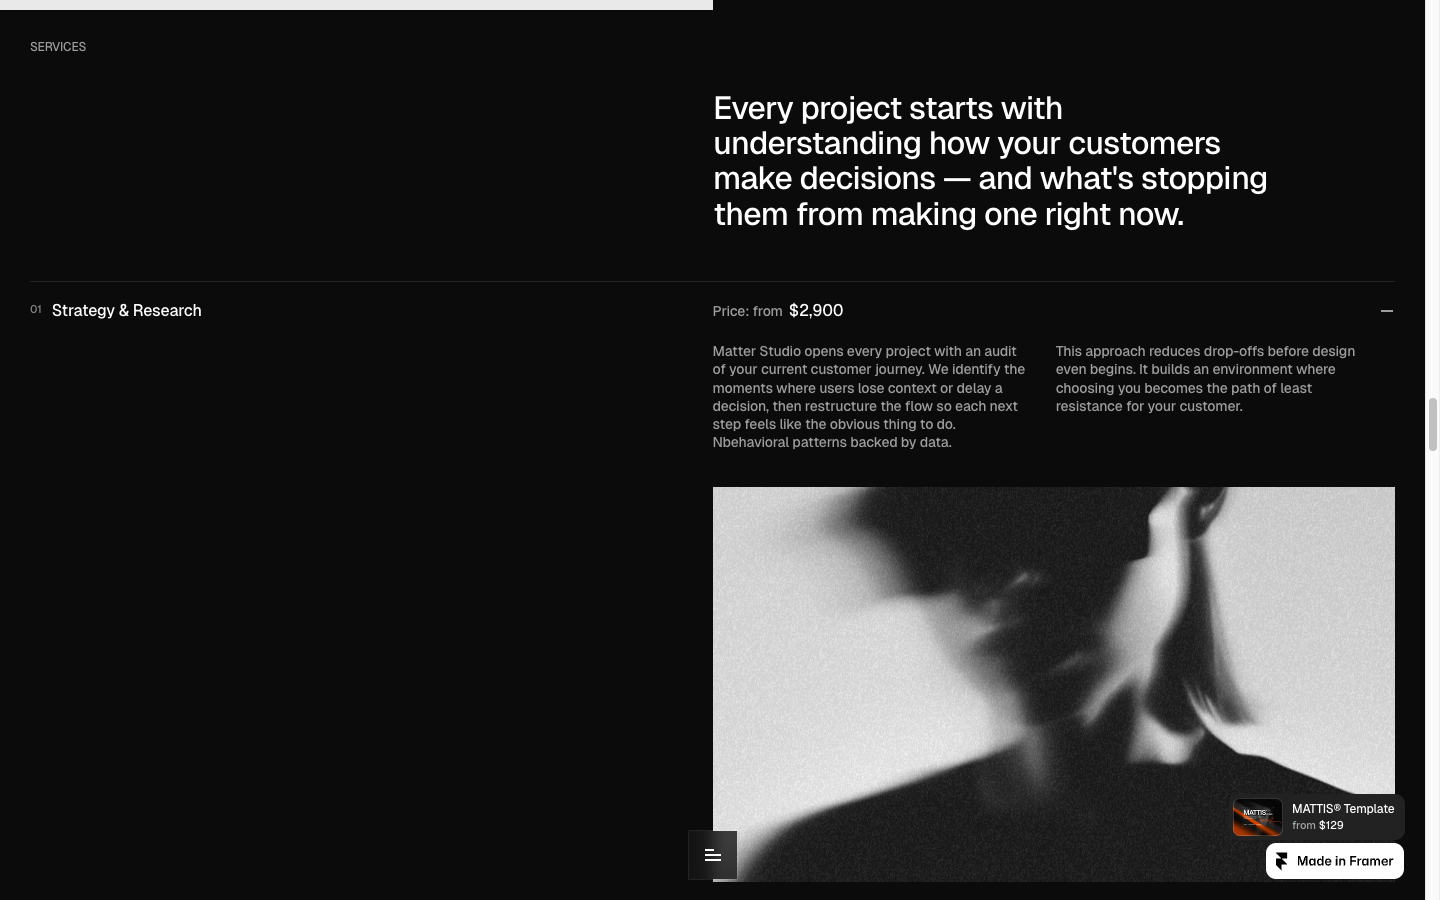 SERVICES
Every project starts with
understanding how your customers
make decisions — and what's stopping
them from making one right now.
01 Strategy & Research
Price: from $2,900
Matter Studio opens every project with an audit
of your current customer journey. We identify the
moments where users lose context or delay a
decision, then restructure the flow so each next
step feels like the obvious thing to do.
Nbehavioral patterns backed by data.
This approach reduces drop-offs before design
even begins. It builds an environment where
choosing you becomes the path of least
resistance for your customer.
MATTIS
MATTIS® Template
from $129
Made in Framer